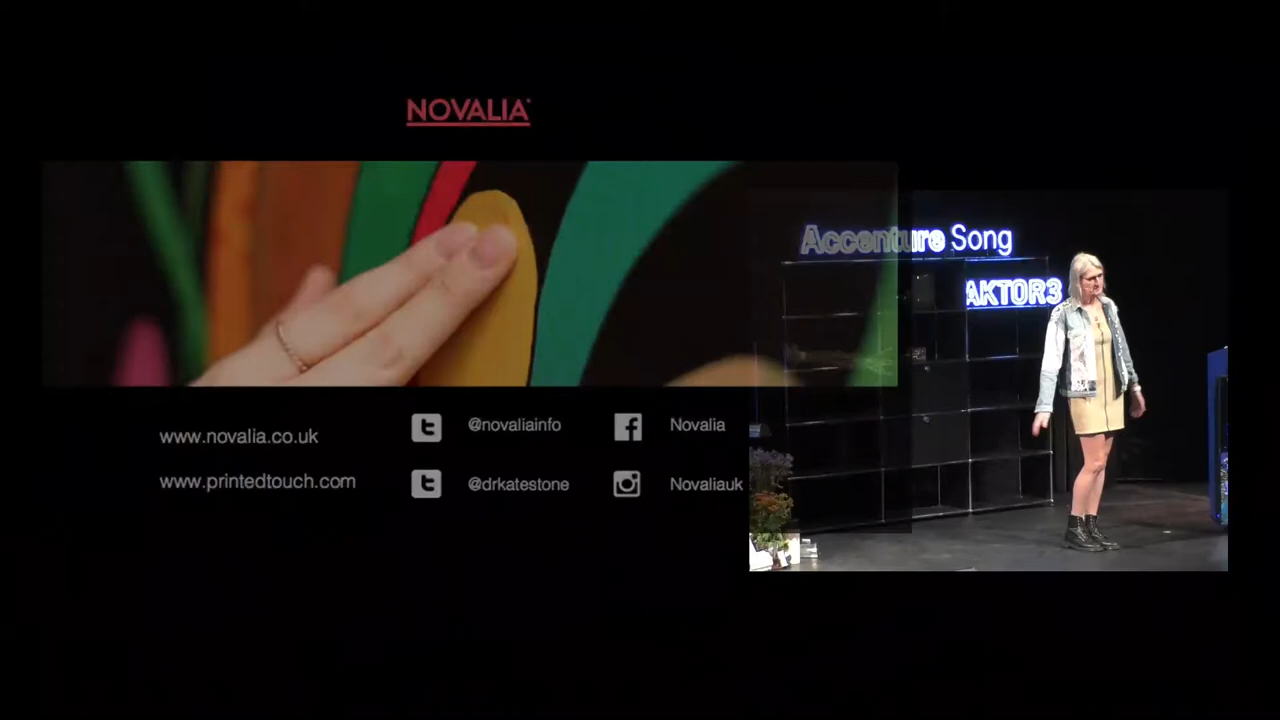 NOVALIA
Accenture Song
AKTOR3
www.novalia.co.uk
@novaliainfo
Novalia
www.printedtouch.com
@drkatestone
Novaliauk